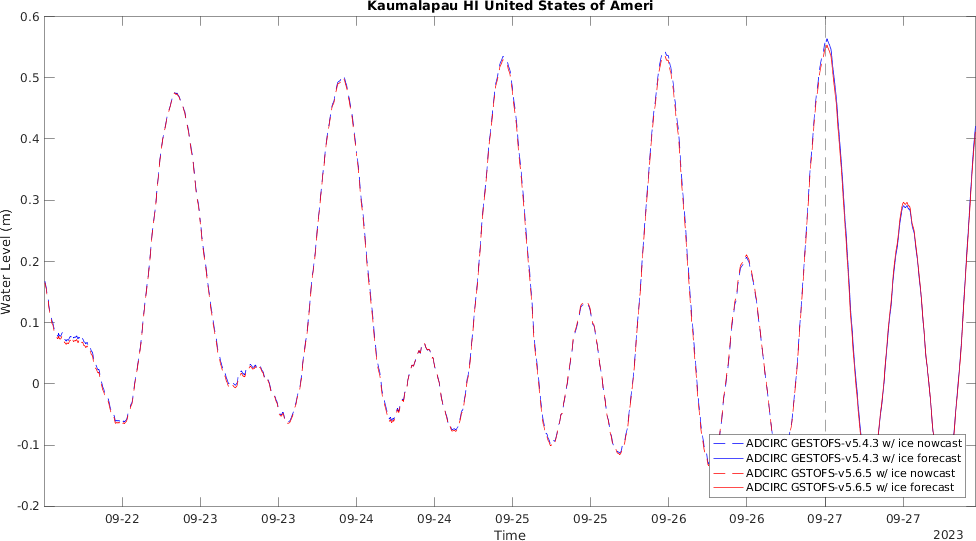 Kaumalapau HI United States of Ameri
0.6
0.5
0.4
0.3
0.2
0.1
0
-0.1
-0.2
Water Level (m)
ADCIRC GESTOFS-v5.4.3 w/ ice nowcast
ADCIRC GESTOFS-v5.4.3 w/ ice forecast
ADCIRC GSTOFS-v5.6.5 w/ ice nowcast
ADCIRC GSTOFS-v5.6.5 w/ ice forecast
09-22 09-23 09-23 09-24 09-24 09-25 09-25 09-26 09-26 09-27 09-27
Time
2023